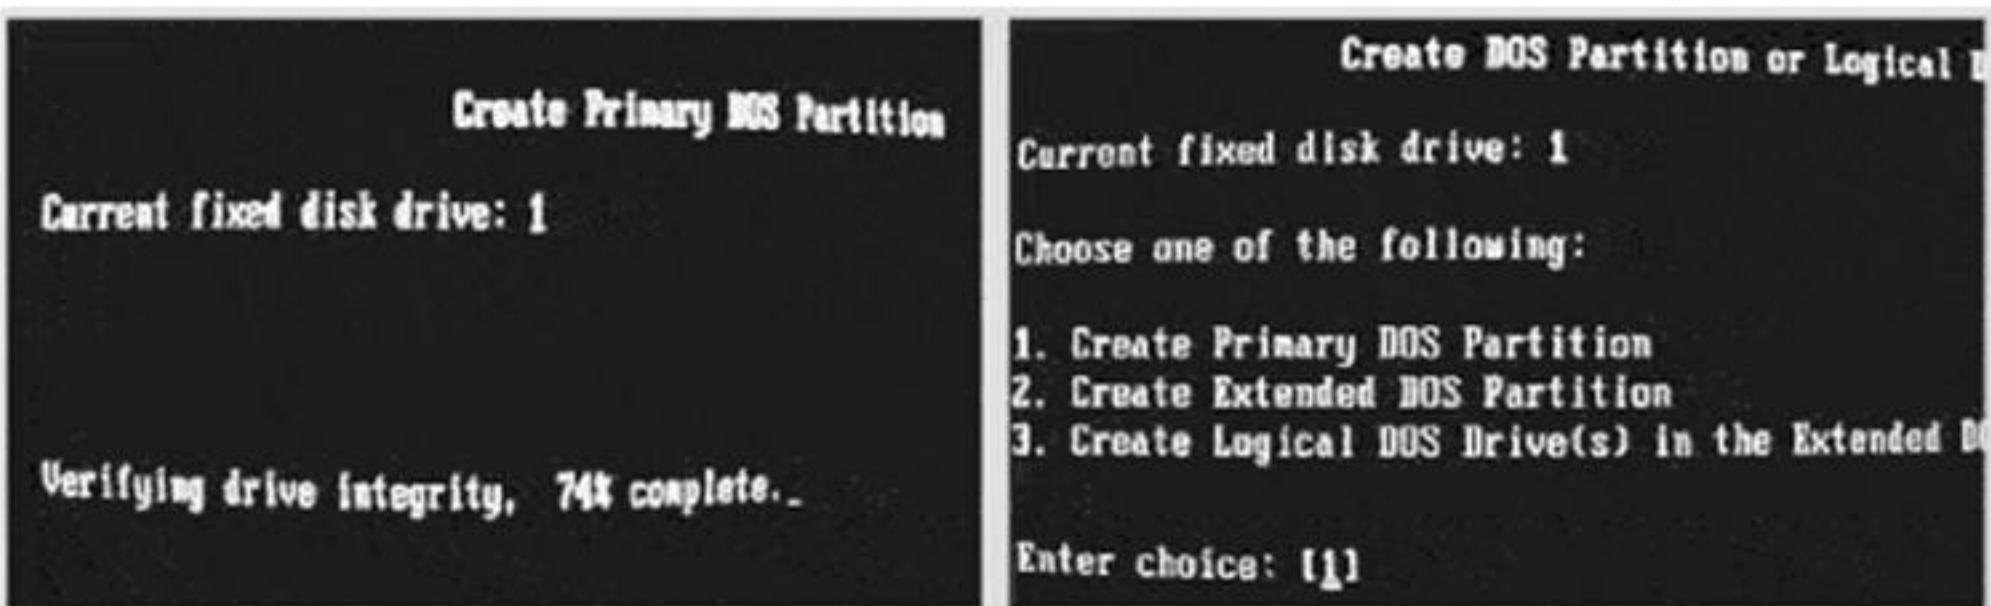 Create Primary DOS Partition
Current fixed disk drive: 1
Verifying drive integrity, 74% complete._
Create DOS Partition or Logical
Current fixed disk drive: 1
Choose one of the following:
1. Create Primary DOS Partition
2. Create Extended DOS Partition
3. Create Logical DOS Drive(s) in the Extended
Enter choice: [1]